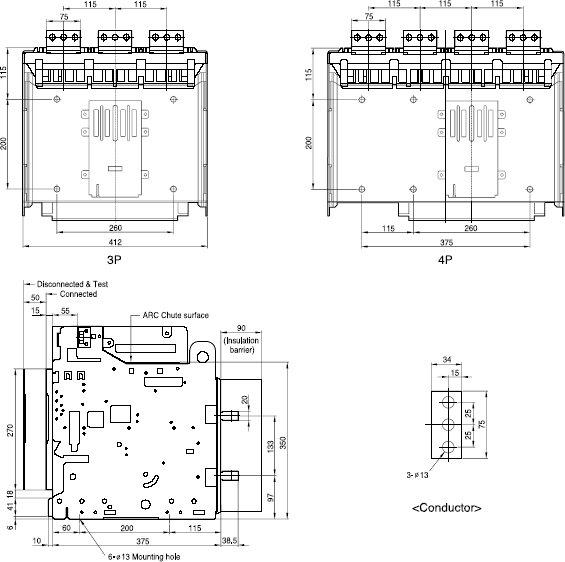 115 115
75
115
200
260
412
3P
115 115 115
75
115
200
115 260
375
4P
Disconnected & Test
50 Connected
15 55
ARC Chute surface
90
(Insulation
barrier)
20
270
350
133
97
18
41
6
60 200 115
10 375 38,5
6-ø13 Mounting hole
34
15
25
25
75
3-ø13
<Conductor>